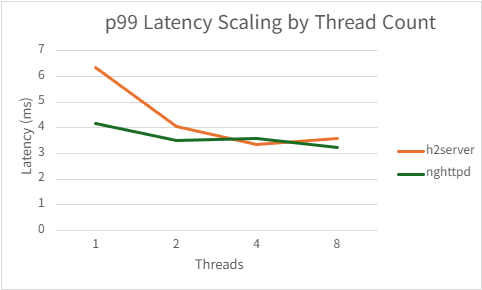 p99 Latency Scaling by Thread Count
7
6
5
4
3
2
1
0
Latency (ms)
1 2 4 8
Threads
h2server
nghttpd